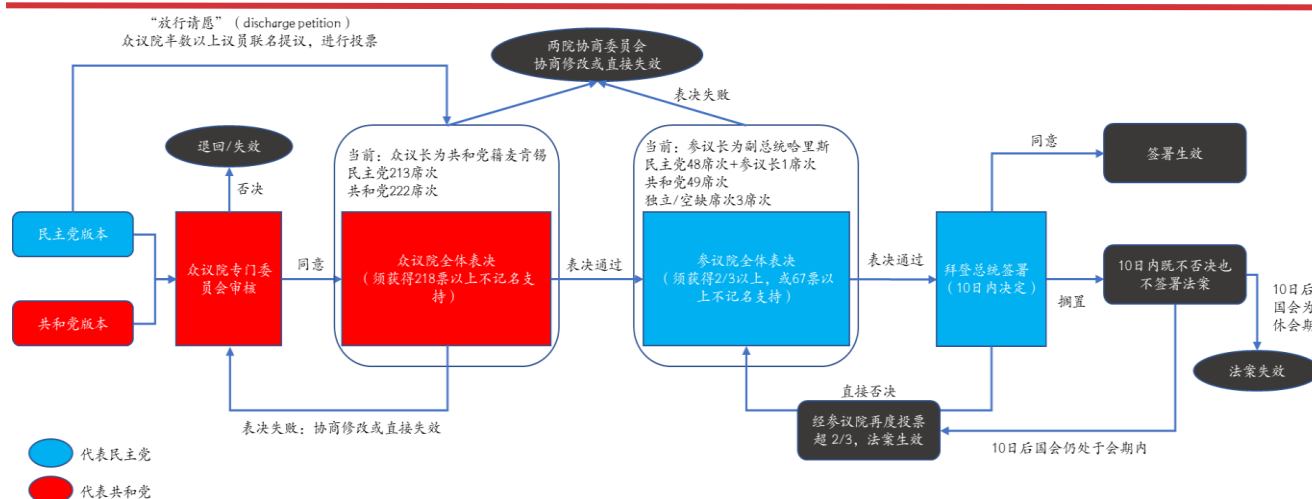 “放行请愿”（discharge petition）
众议院半数以上议员联名提议，进行投票
两院协商委员会
协商修改或直接失效
表决失败
退回/失效
否决
当前：众议长为共和党籍麦肯锡
民主党213席次
共和党222席次
当前：参议长为副总统哈里斯
民主党48席次+参议长1席次
共和党49席次
独立/空缺席次3席次
同意
签署生效
民主党版本
共和党版本
众议院专门委
员会审核
同意
众议院全体表决
（须获得218票以上不记名支
持）
表决通过
参议院全体表决
（须获得2/3以上，或67票以
上不记名支持）
表决通过
拜登总统签署
（10日内决定）
搁置
10日内既不否决也
不签署法案
10日后
国会为
休会期
法案失效
直接否决
经参议院再度投票
超 2/3，法案生效
10日后国会仍处于会期内
表决失败：协商修改或直接失效
代表民主党
代表共和党